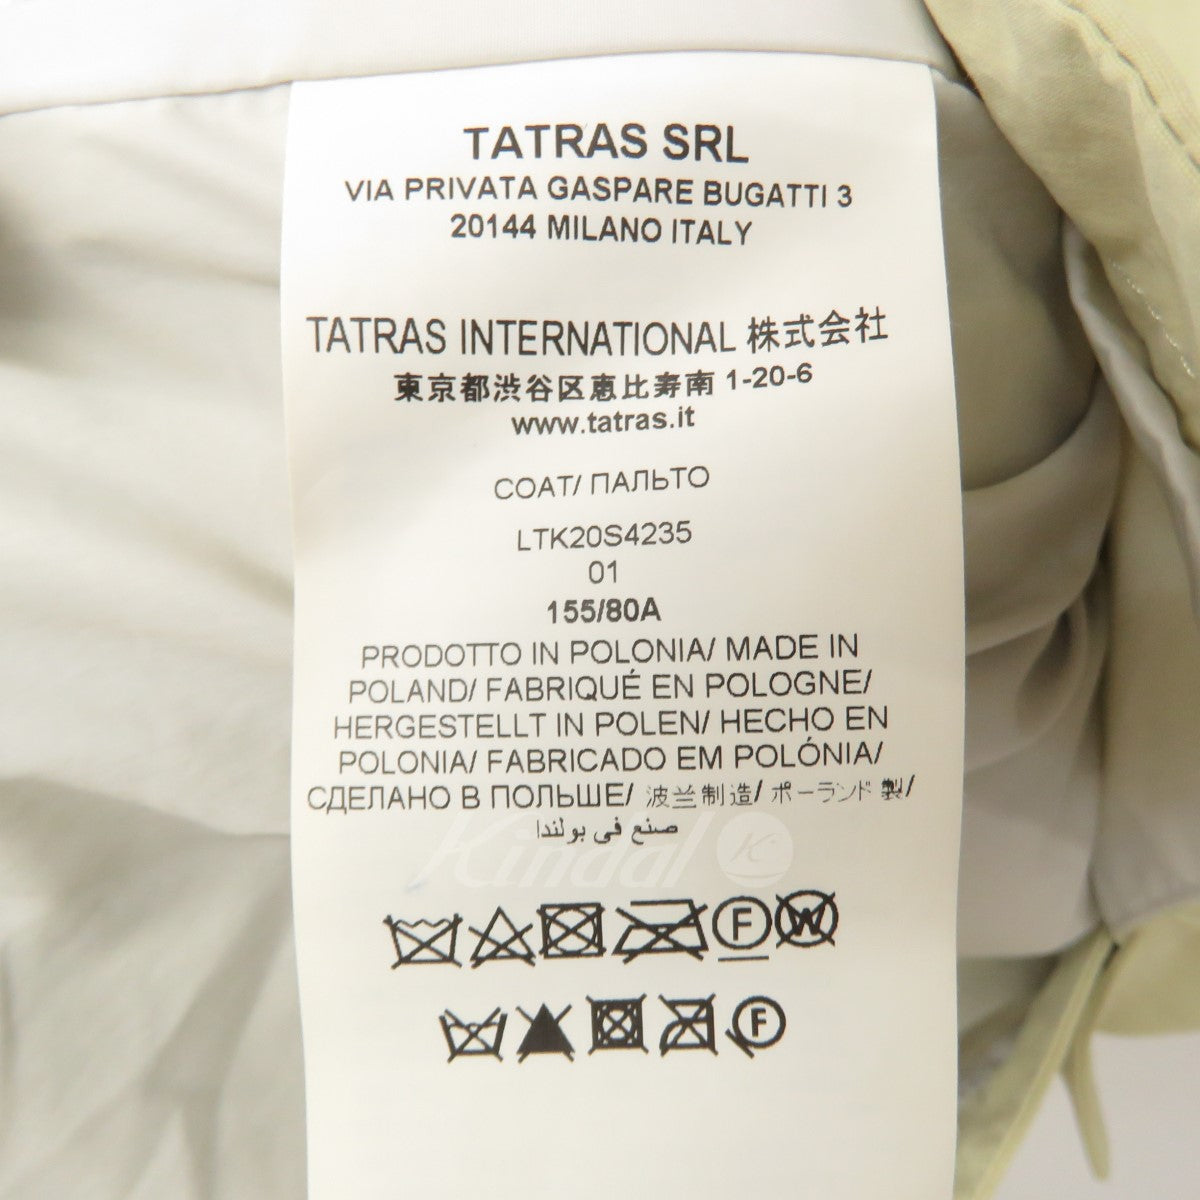 TATRAS SRL
VIA PRIVATA GASPARE BUGATTI 3
20144 MILANO ITALY
TATRAS INTERNATIONAL 株式会社
東京都渋谷区恵比寿南 1-20-6
www.tatras.it
COAT/ ПАЛЬТО
LTK20S4235
01
155/80A
PRODOTTO IN POLONIA/ MADE IN
POLAND/ FABRIQUÉ EN POLOGNE/
HERGESTELLT IN POLEN/ HECHO EN
POLONIA/ FABRICADO EM POLÓNIA/
СДЕЛАНО В ПОЛЬШЕ/ 波兰制造/ ポーランド製/
صنع في بولندا
Kindal K
F W
F